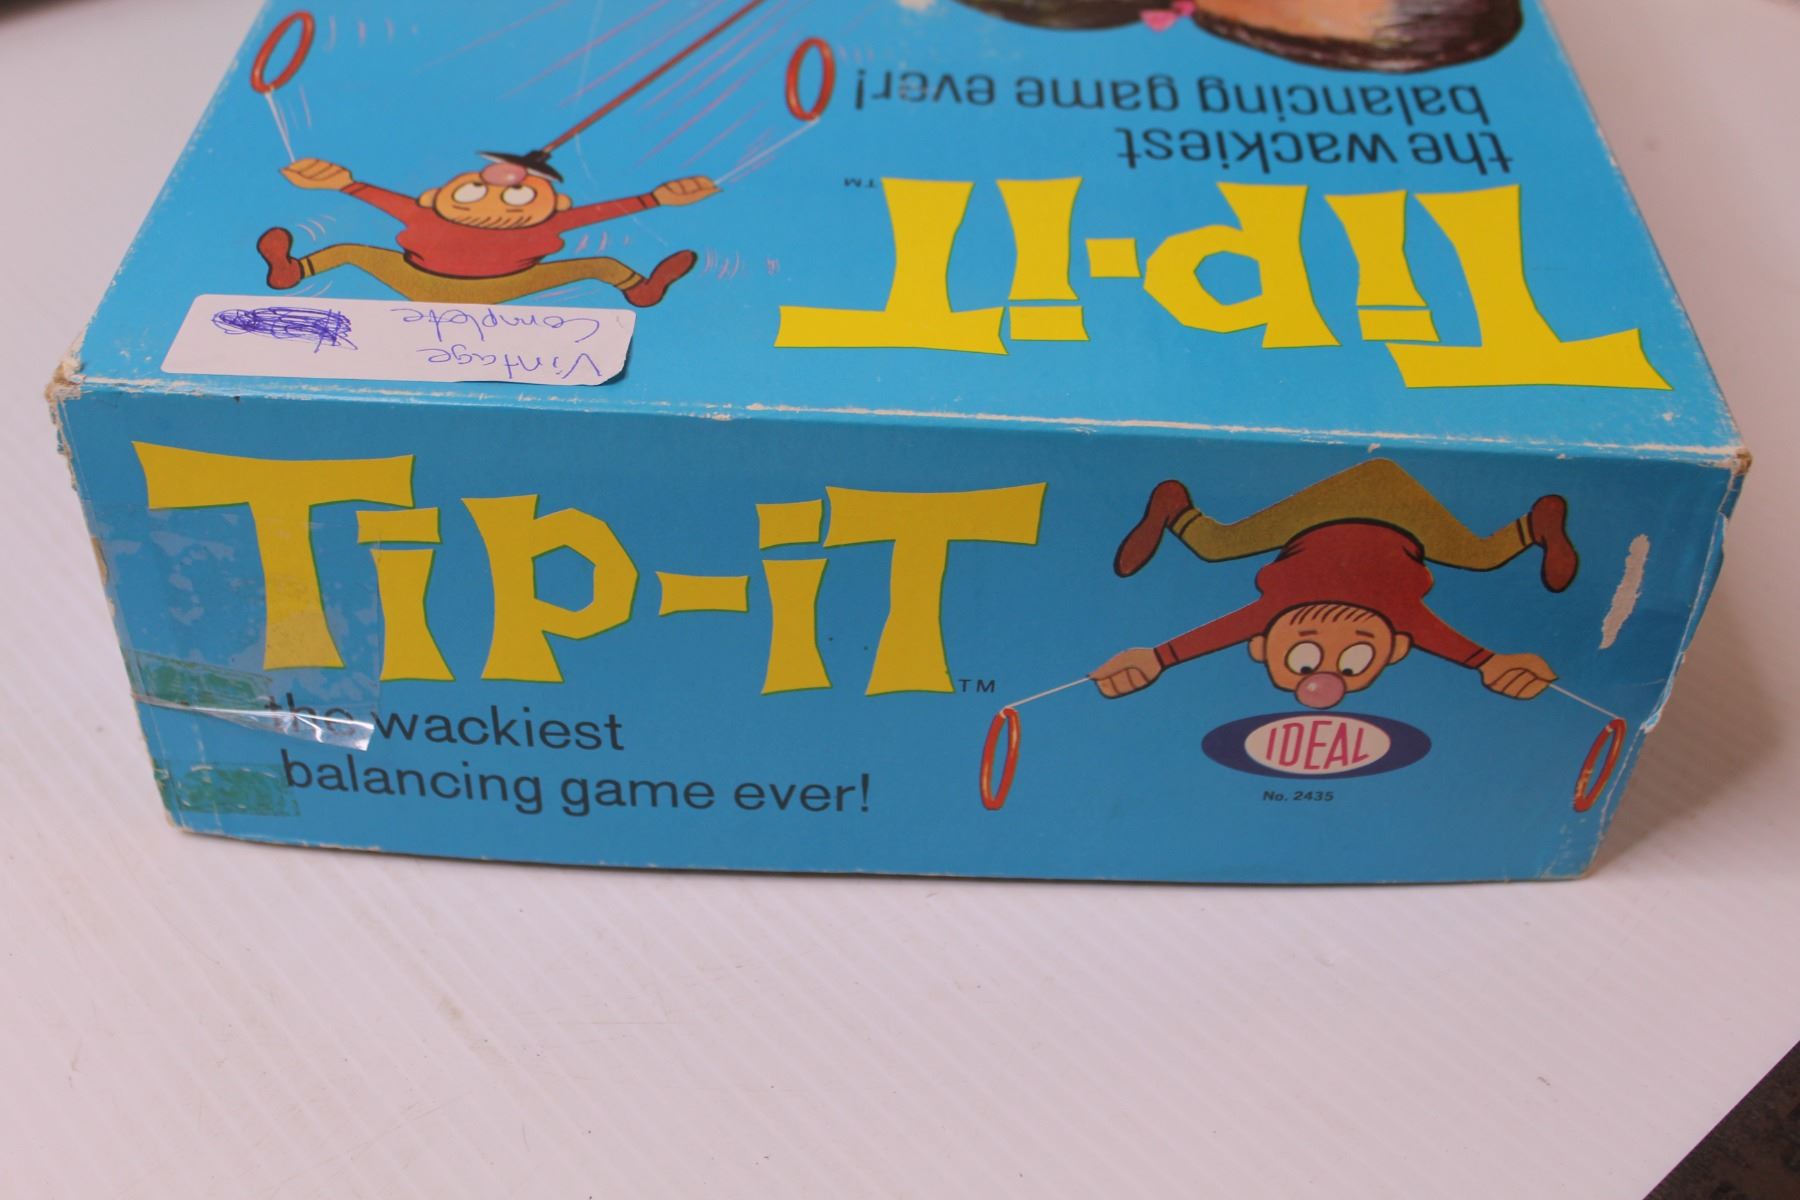 balancing game ever!
the wackiest
Tip-iT TM
Vintage
Complete
Tip-iT TM
the wackiest
balancing game ever!
IDEAL
No. 2435